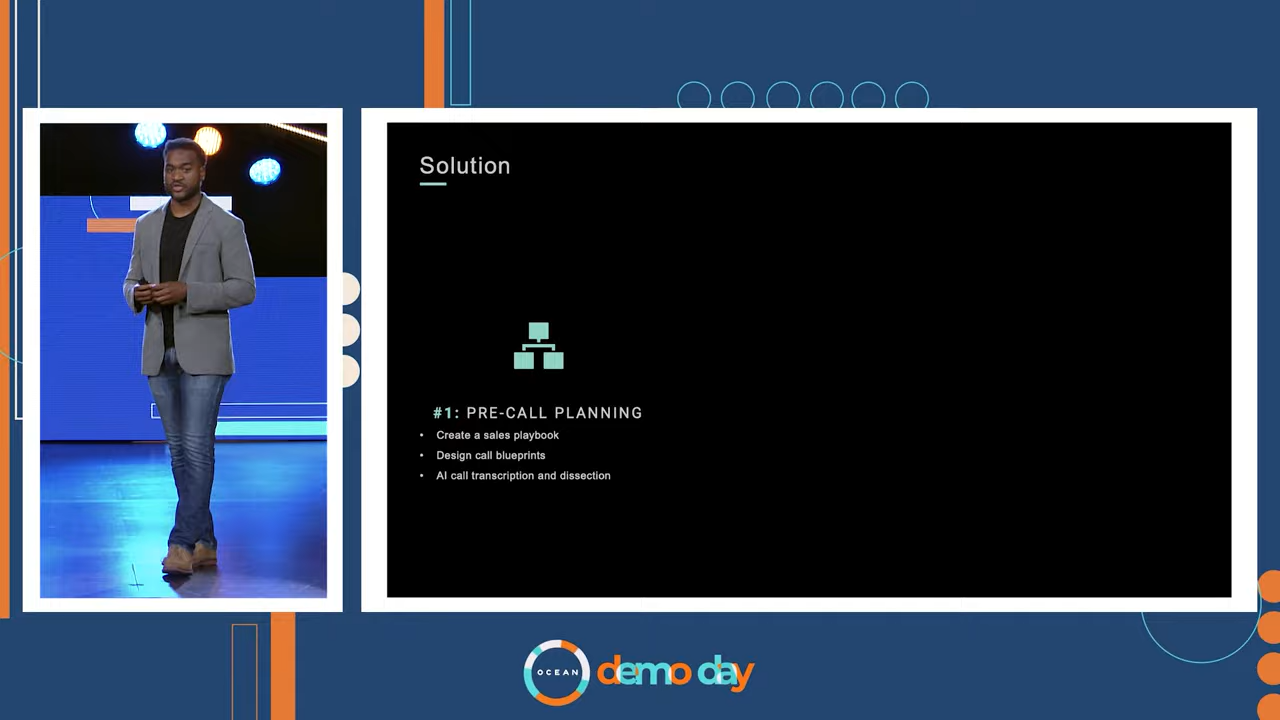 Solution
#1: PRE-CALL PLANNING
• Create a sales playbook
• Design call blueprints
• AI call transcription and dissection
OCEAN demo day